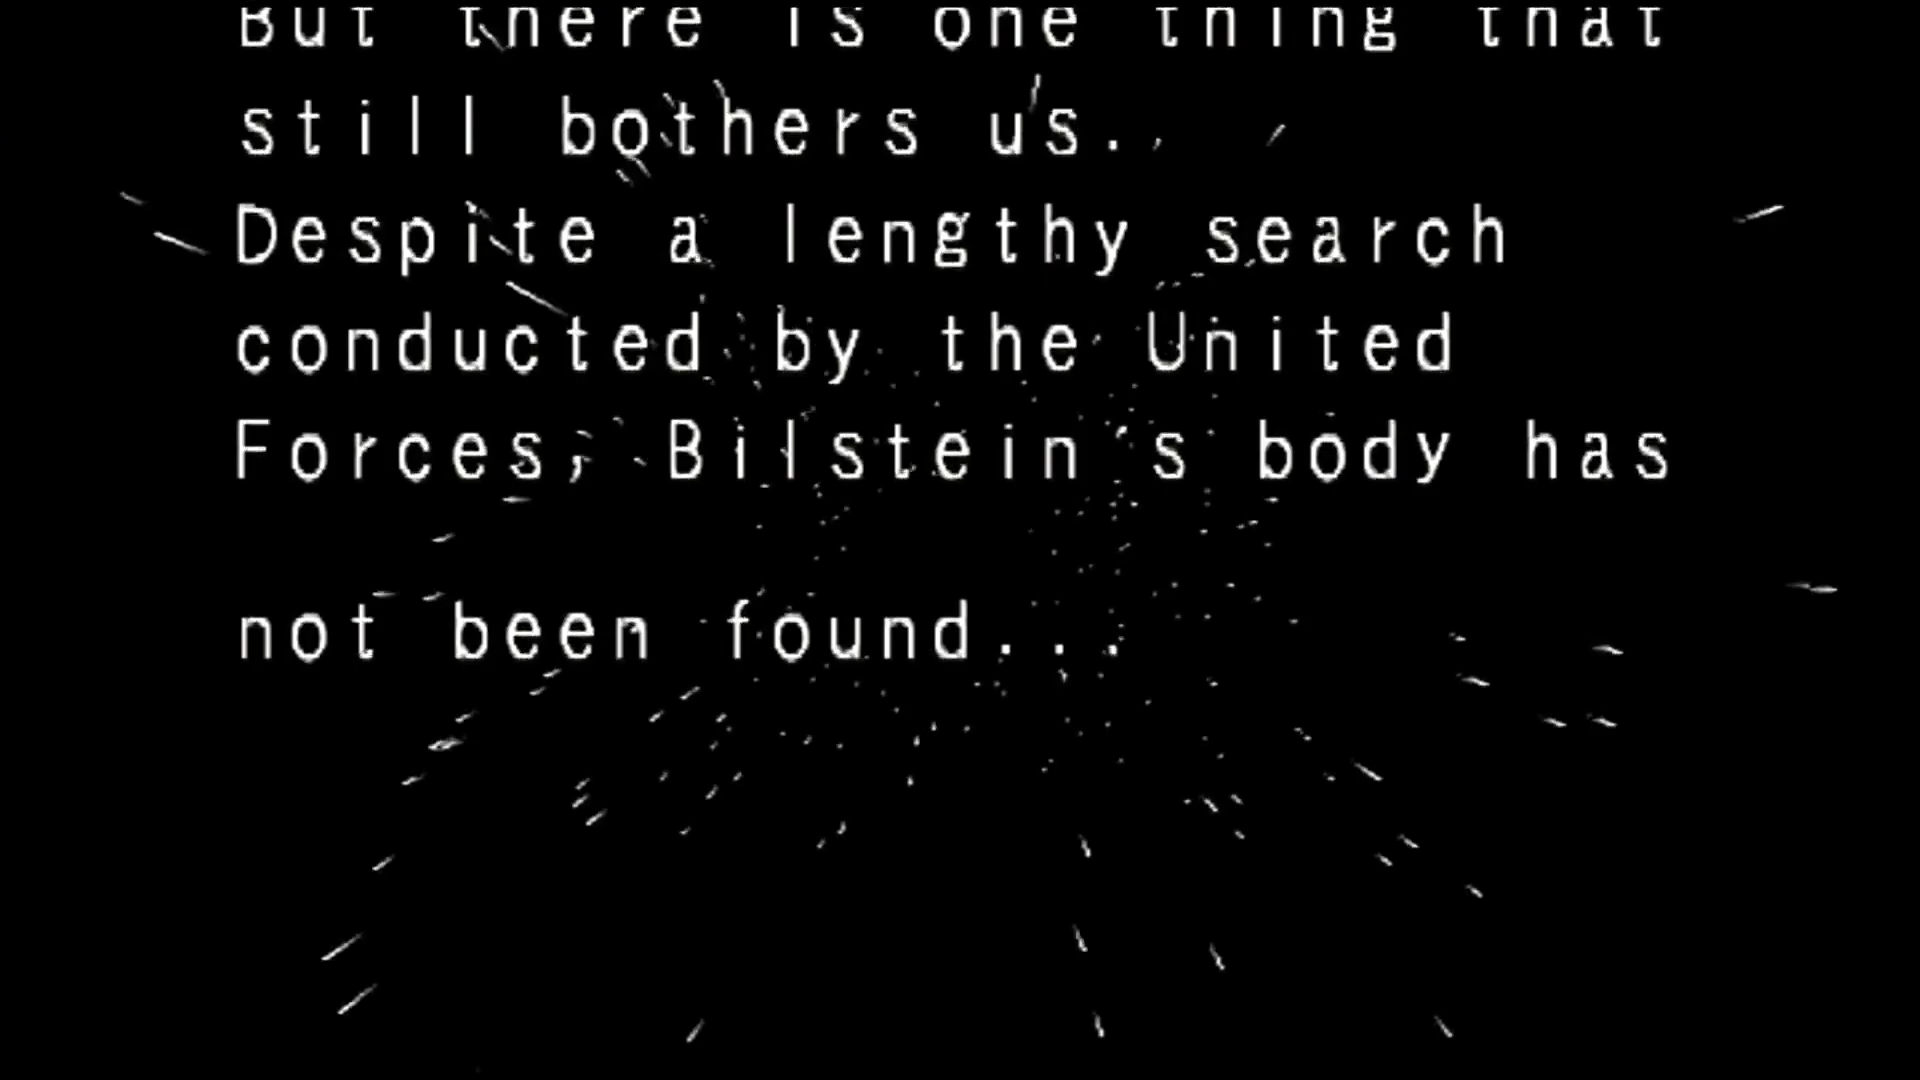 But there is one thing that
still bothers us.
Despite a lengthy search
conducted by the United
Forces, Bilstein's body has
not been found...